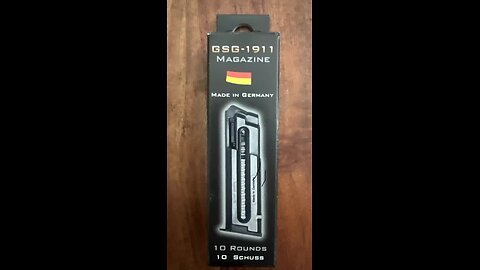 GSG-1911
MAGAZINE
MADE IN GERMANY
10 ROUNDS
10 SCHUSS